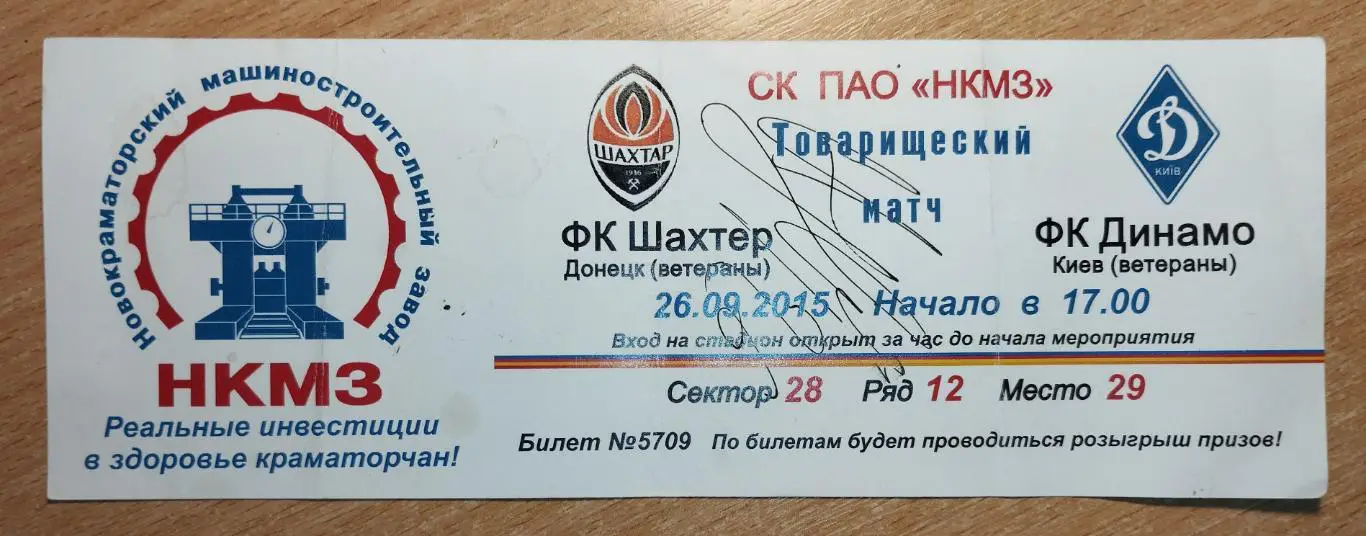 Новокраматорский машиностроительный завод
НКМЗ
Реальные инвестиции
в здоровье краматорчан!
СК ПАО «НКМЗ»
Товарищеский
матч
ШАХТАР
1936
ФК Шахтер
Донецк (ветераны)
Д
КИЇВ
ФК Динамо
Киев (ветераны)
26.09.2015 Начало в 17.00
Вход на стадион открыт за час до начала мероприятия
Сектор 28 Ряд 12 Место 29
Билет №5709 По билетам будет проводиться розыгрыш призов!